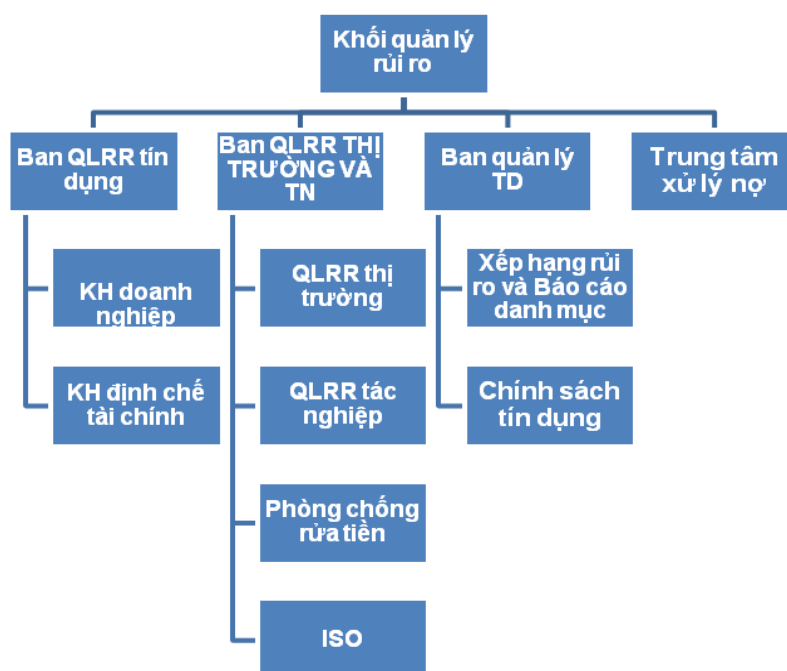 Khối quản lý
rủi ro
Ban QLRR tín
dụng
Ban QLRR THỊ
TRƯỜNG VÀ
TN
Ban quản lý
TD
Trung tâm
xử lý nợ
KH doanh
nghiệp
KH định chế
tài chính
QLRR thị
trường
QLRR tác
nghiệp
Phòng chống
rửa tiền
ISO
Xếp hạng rủi
ro và Báo cáo
danh mục
Chính sách
tín dụng